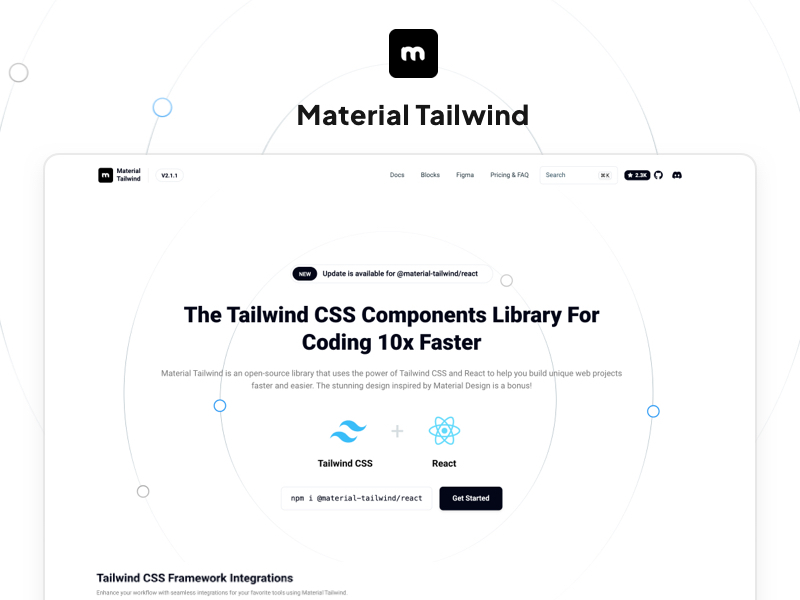 m
Material Tailwind
m Material Tailwind V2.1.1 Docs Blocks Figma Pricing & FAQ Search ⌘K ★ 2.3K
NEW Update is available for @material-tailwind/react
The Tailwind CSS Components Library For
Coding 10x Faster
Material Tailwind is an open-source library that uses the power of Tailwind CSS and React to help you build unique web projects
faster and easier. The stunning design inspired by Material Design is a bonus!
+
Tailwind CSS React
npm i @material-tailwind/react Get Started
Tailwind CSS Framework Integrations
Enhance your workflow with seamless integrations for your favorite tools using Material Tailwind.